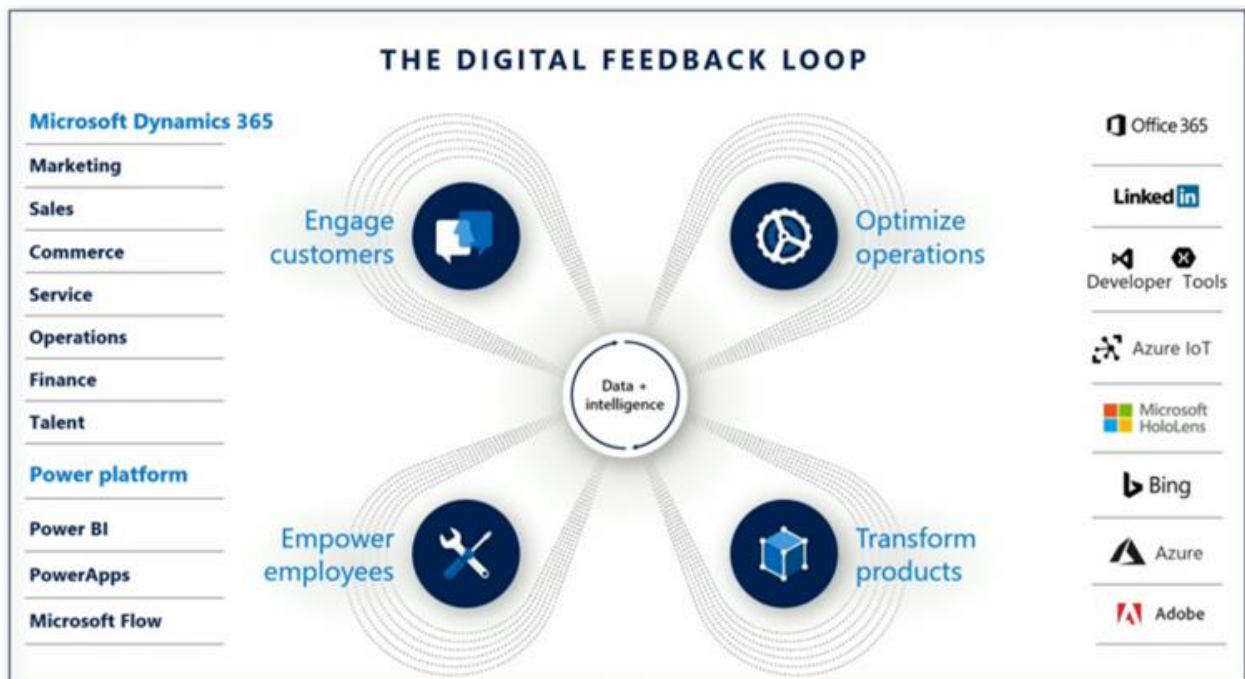 THE DIGITAL FEEDBACK LOOP
Microsoft Dynamics 365
Marketing
Sales
Commerce
Service
Operations
Finance
Talent
Power platform
Power BI
PowerApps
Microsoft Flow
Engage
customers
Optimize
operations
Data +
intelligence
Empower
employees
Transform
products
Office 365
Linked in
Developer Tools
Azure IoT
Microsoft
HoloLens
Bing
Azure
Adobe